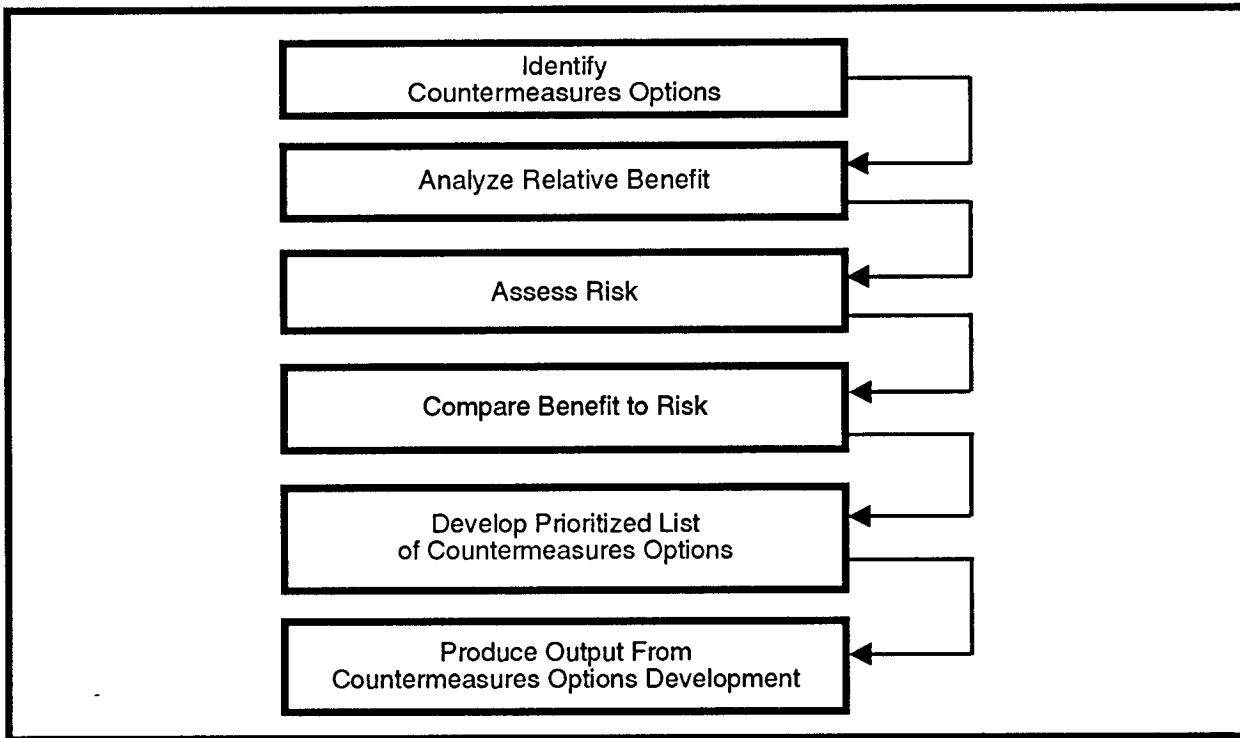 Identify
Countermeasures Options
Analyze Relative Benefit
Assess Risk
Compare Benefit to Risk
Develop Prioritized List
of Countermeasures Options
Produce Output From
Countermeasures Options Development